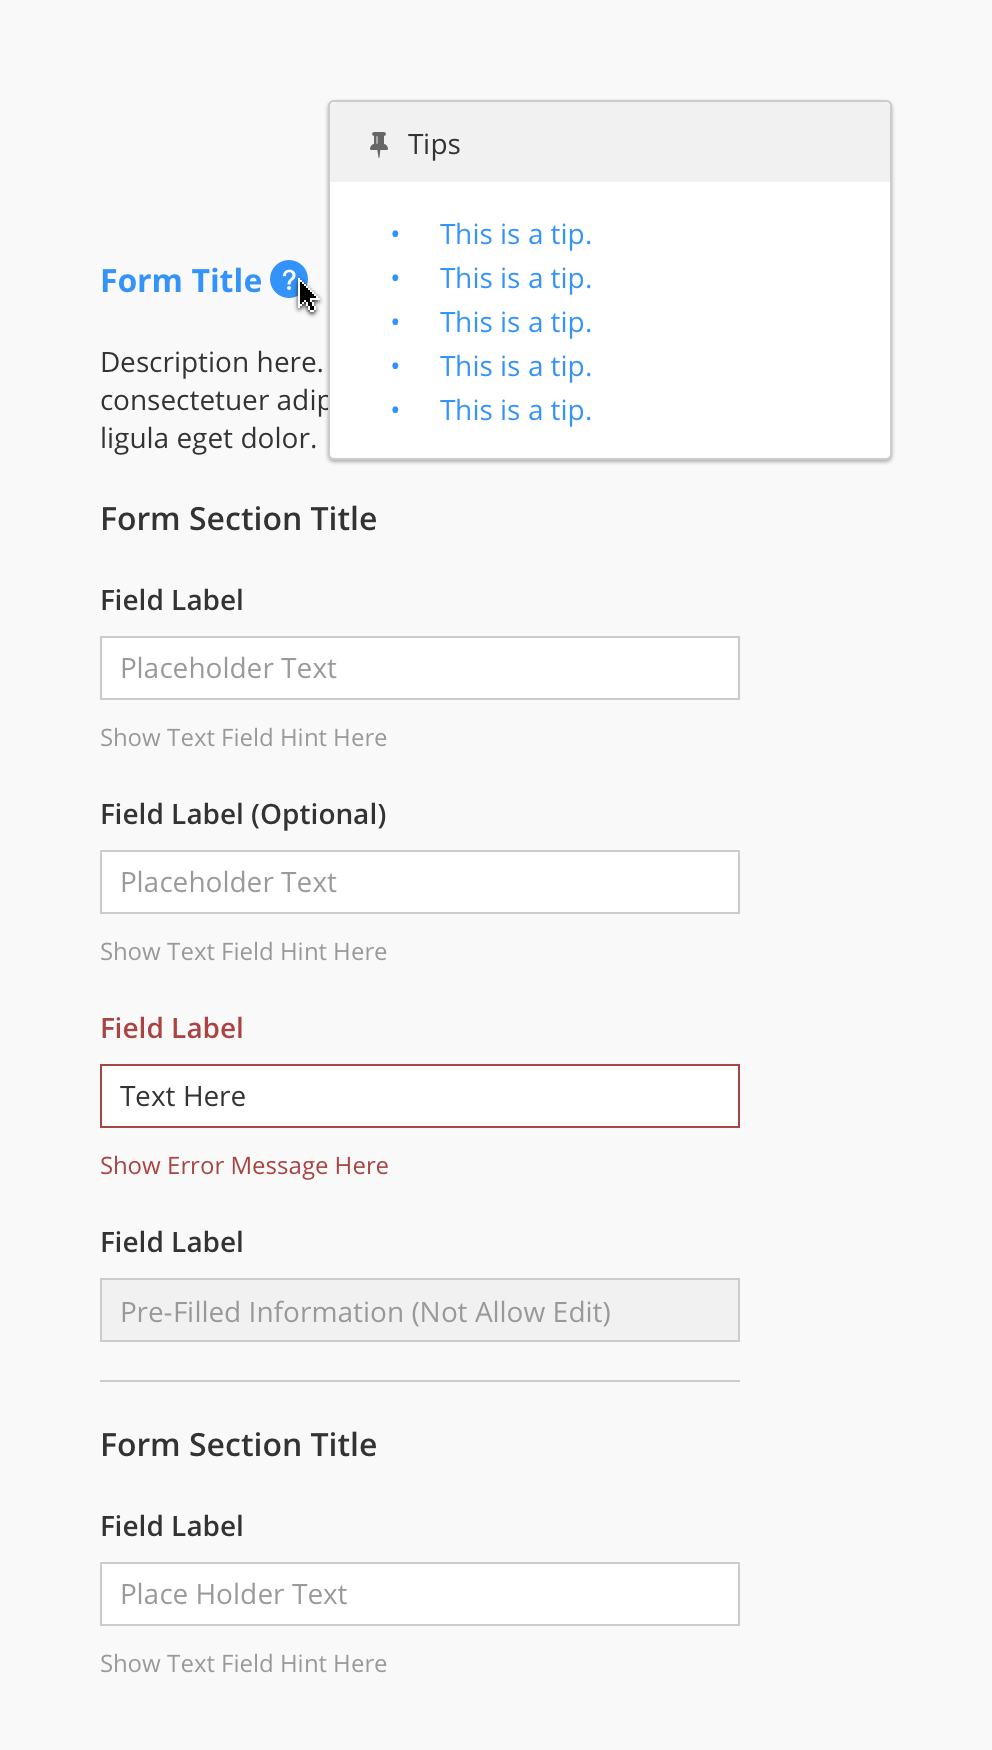 Tips
• This is a tip.
• This is a tip.
• This is a tip.
• This is a tip.
• This is a tip.
Form Title ?
Description here.
consectetuer adip
ligula eget dolor.
Form Section Title
Field Label
Placeholder Text
Show Text Field Hint Here
Field Label (Optional)
Placeholder Text
Show Text Field Hint Here
Field Label
Text Here
Show Error Message Here
Field Label
Pre-Filled Information (Not Allow Edit)
Form Section Title
Field Label
Place Holder Text
Show Text Field Hint Here